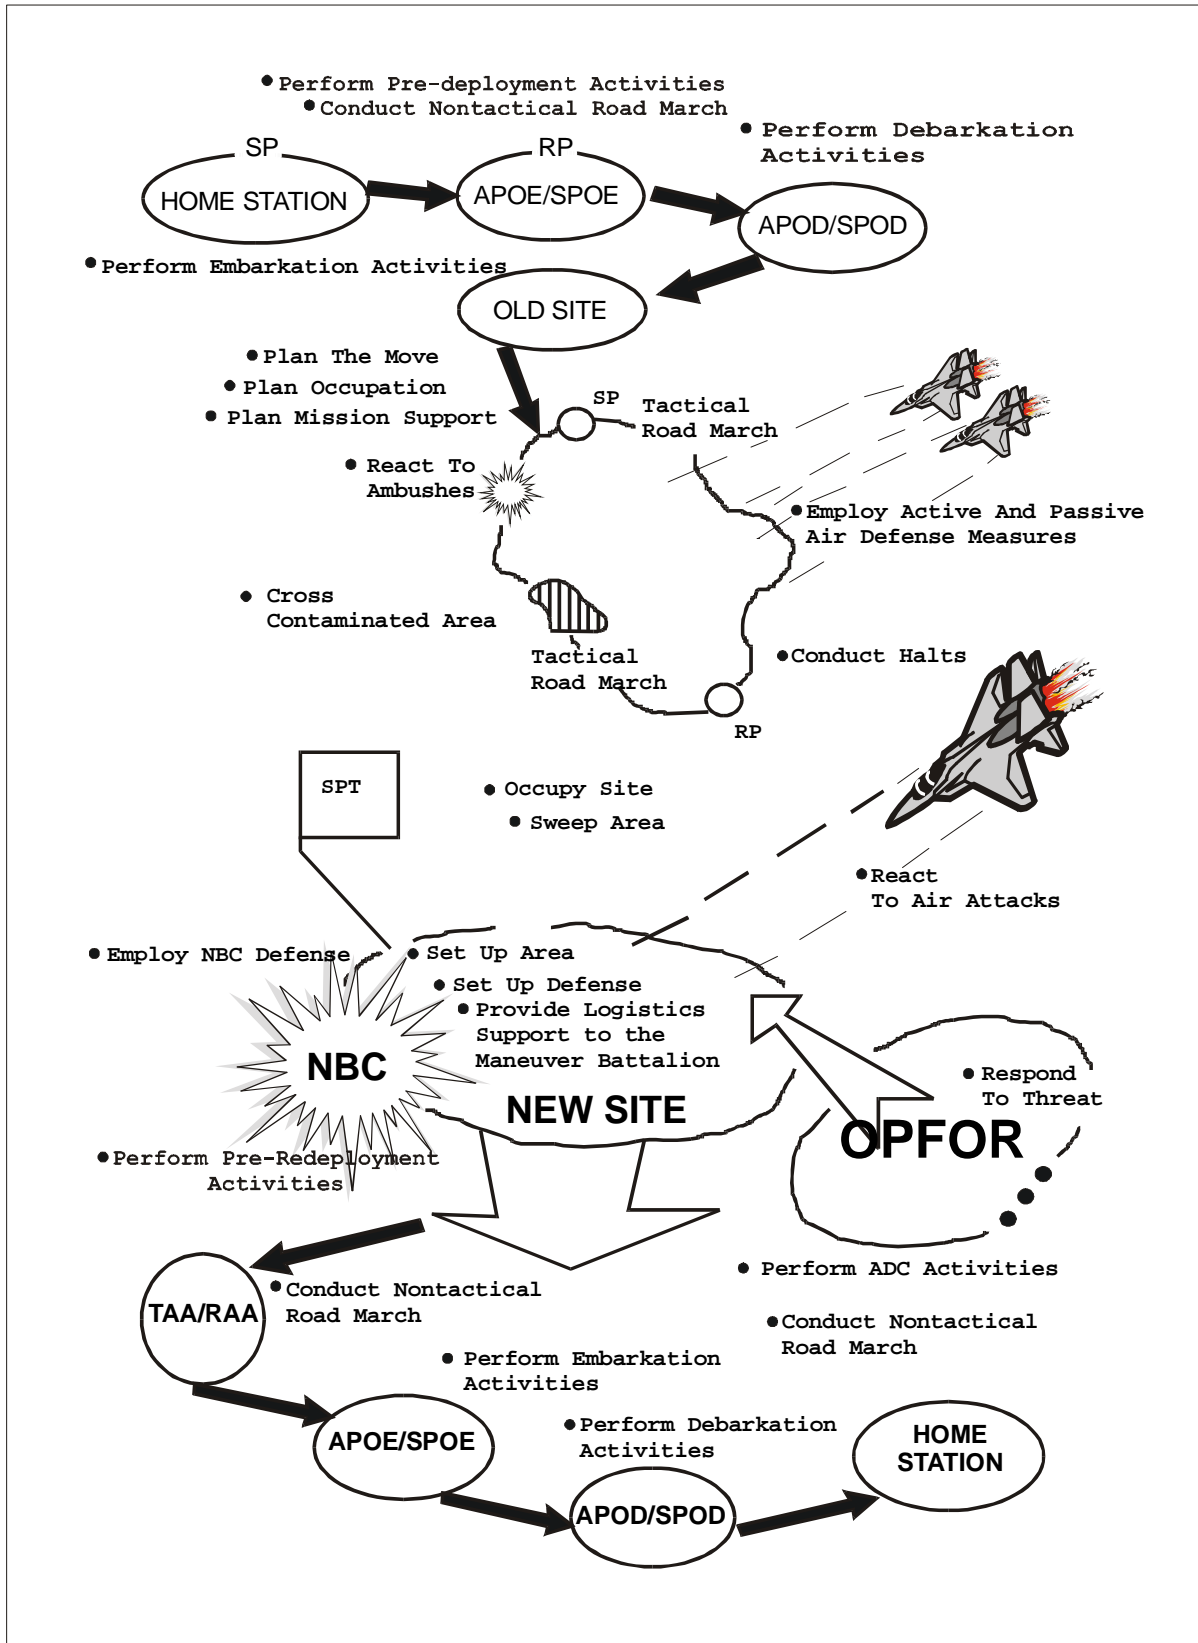 ● Perform Pre-deployment Activities
● Conduct Nontactical Road March
● Perform Debarkation
Activities
SP
RP
HOME STATION
APOE/SPOE
APOD/SPOD
● Perform Embarkation Activities
OLD SITE
● Plan The Move
● Plan Occupation
● Plan Mission Support
SP
Tactical
Road March
● React To
Ambushes
● Employ Active And Passive
Air Defense Measures
● Cross
Contaminated Area
Tactical
Road March
● Conduct Halts
RP
SPT
● Occupy Site
● Sweep Area
● React
To Air Attacks
● Employ NBC Defense
● Set Up Area
● Set Up Defense
● Provide Logistics
Support to the
Maneuver Battalion
NBC
NEW SITE
● Respond
To Threat
OPFOR
● Perform Pre-Redeployment
Activities
● Perform ADC Activities
TAA/RAA
● Conduct Nontactical
Road March
● Conduct Nontactical
Road March
● Perform Embarkation
Activities
APOE/SPOE
● Perform Debarkation
Activities
HOME
STATION
APOD/SPOD